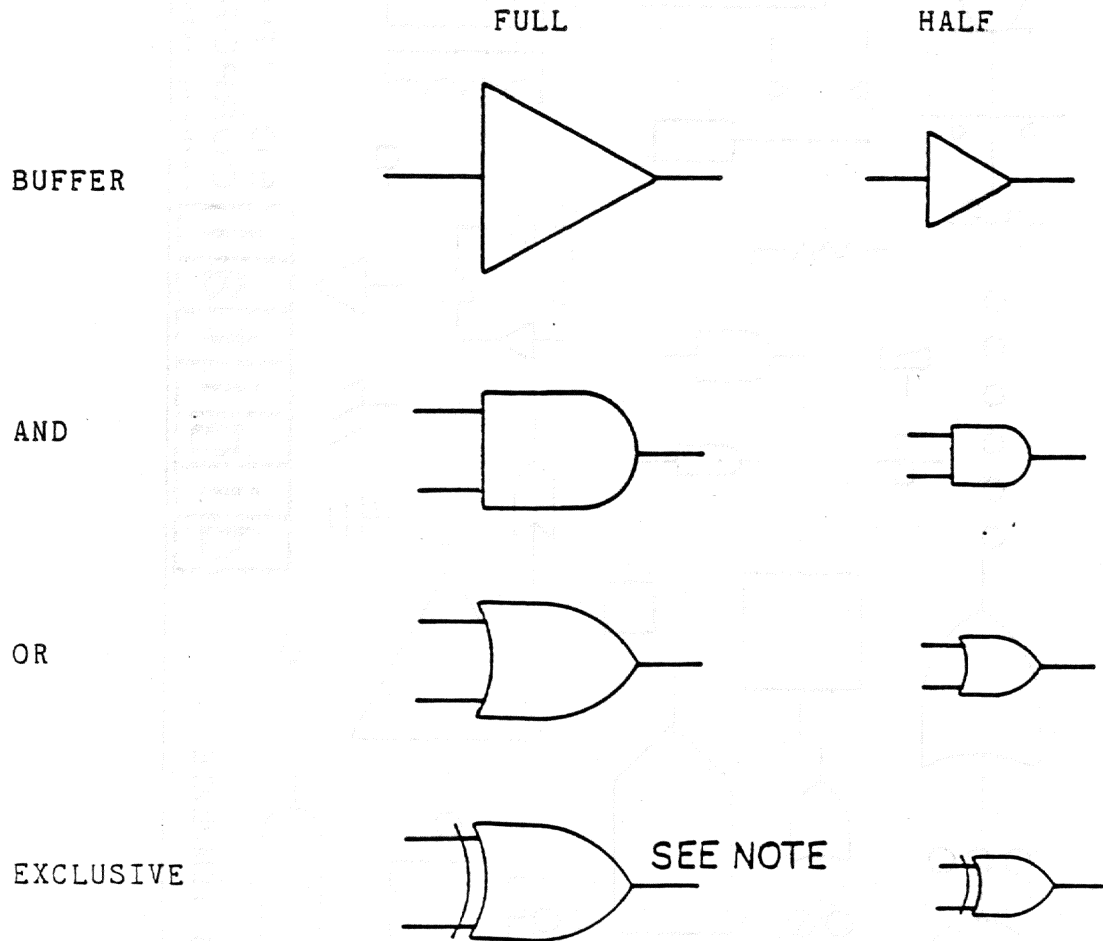 FULL HALF
BUFFER
AND
OR
EXCLUSIVE
SEE NOTE